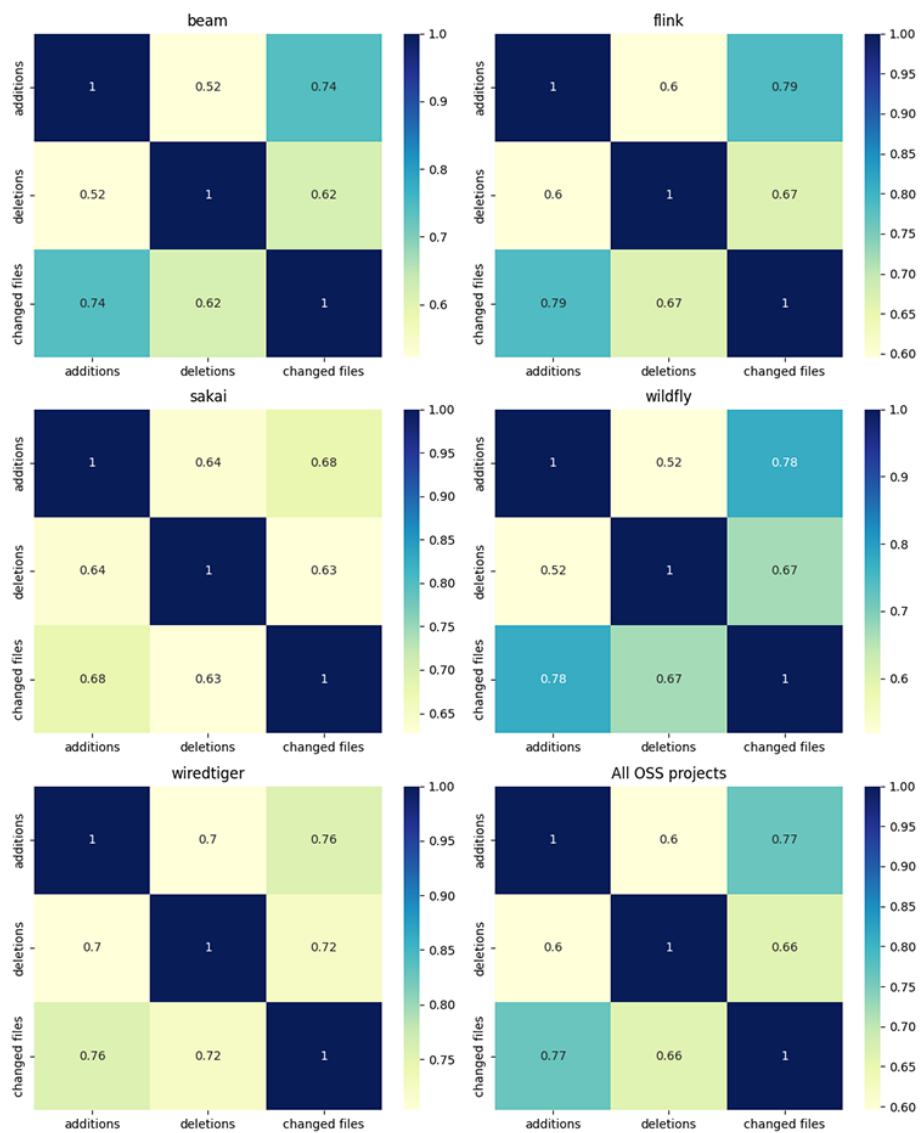 beam
additions 1 0.52 0.74
deletions 0.52 1 0.62
changed files 0.74 0.62 1
additions deletions changed files
1.0
0.9
0.8
0.7
0.6
flink
additions 1 0.6 0.79
deletions 0.6 1 0.67
changed files 0.79 0.67 1
additions deletions changed files
1.00
0.95
0.90
0.85
0.80
0.75
0.70
0.65
0.60
sakai
additions 1 0.64 0.68
deletions 0.64 1 0.63
changed files 0.68 0.63 1
additions deletions changed files
1.00
0.95
0.90
0.85
0.80
0.75
0.70
0.65
wildfly
additions 1 0.52 0.78
deletions 0.52 1 0.67
changed files 0.78 0.67 1
additions deletions changed files
1.0
0.9
0.8
0.7
0.6
wiredtiger
additions 1 0.7 0.76
deletions 0.7 1 0.72
changed files 0.76 0.72 1
additions deletions changed files
1.00
0.95
0.90
0.85
0.80
0.75
All OSS projects
additions 1 0.6 0.77
deletions 0.6 1 0.66
changed files 0.77 0.66 1
additions deletions changed files
1.00
0.95
0.90
0.85
0.80
0.75
0.70
0.65
0.60